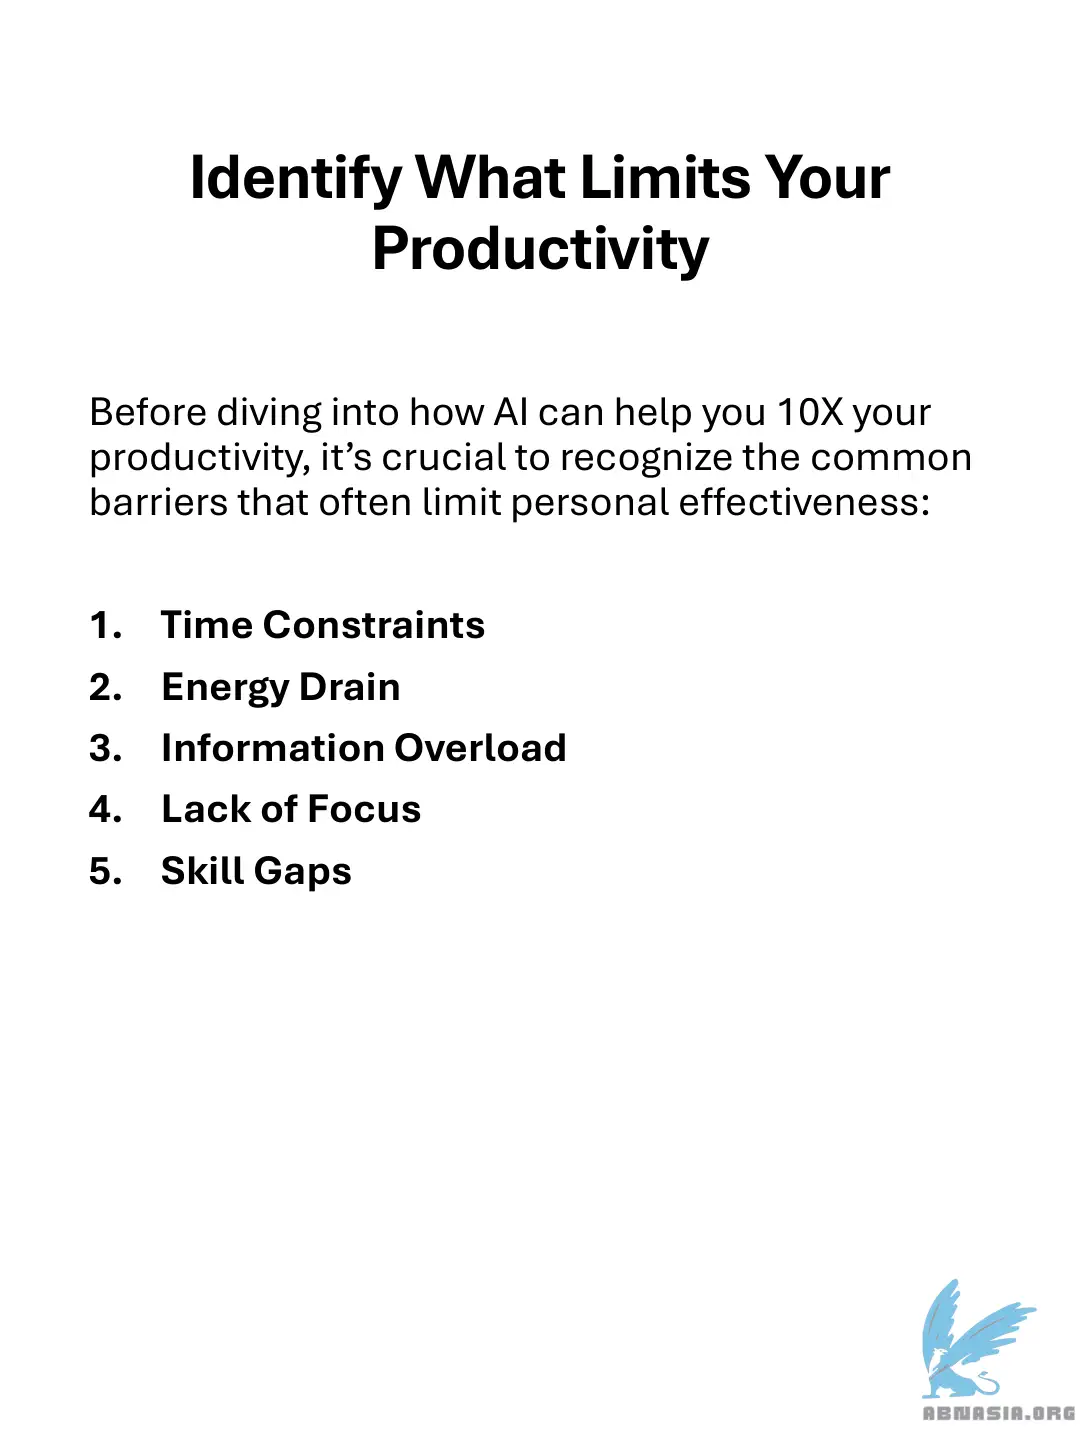 Identify What Limits Your
Productivity
Before diving into how AI can help you 10X your
productivity, it’s crucial to recognize the common
barriers that often limit personal effectiveness:
1. Time Constraints
2. Energy Drain
3. Information Overload
4. Lack of Focus
5. Skill Gaps
ABNASIA.ORG